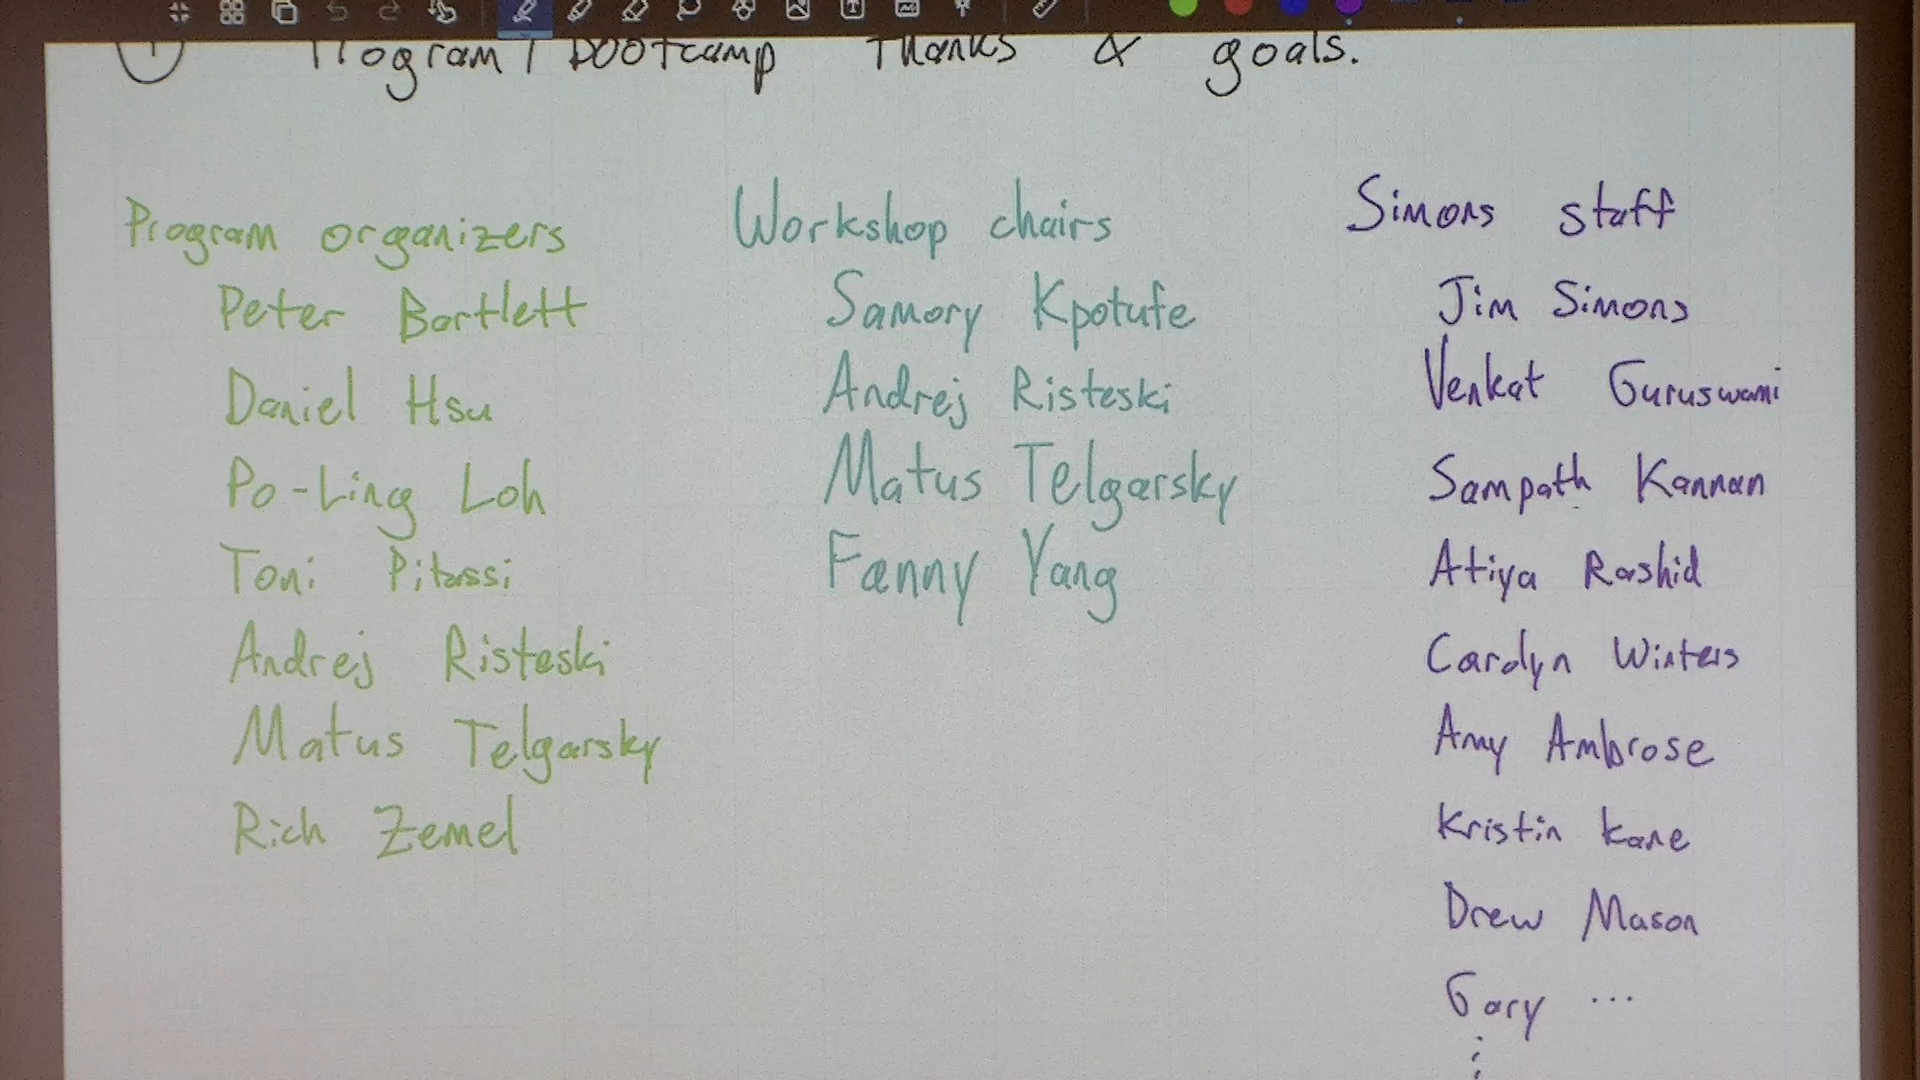 ① Program / bootcamp thanks & goals.
Program organizers
Peter Bartlett
Daniel Hsu
Po-Ling Loh
Toni Pitassi
Andrej Risteski
Matus Telgarsky
Rich Zemel
Workshop chairs
Samory Kpotufe
Andrej Risteski
Matus Telgarsky
Fanny Yang
Simons staff
Jim Simons
Venkat Guruswami
Sampath Kannan
Atiya Rashid
Carolyn Winters
Amy Ambrose
Kristin Kane
Drew Mason
Gary ...
⋮